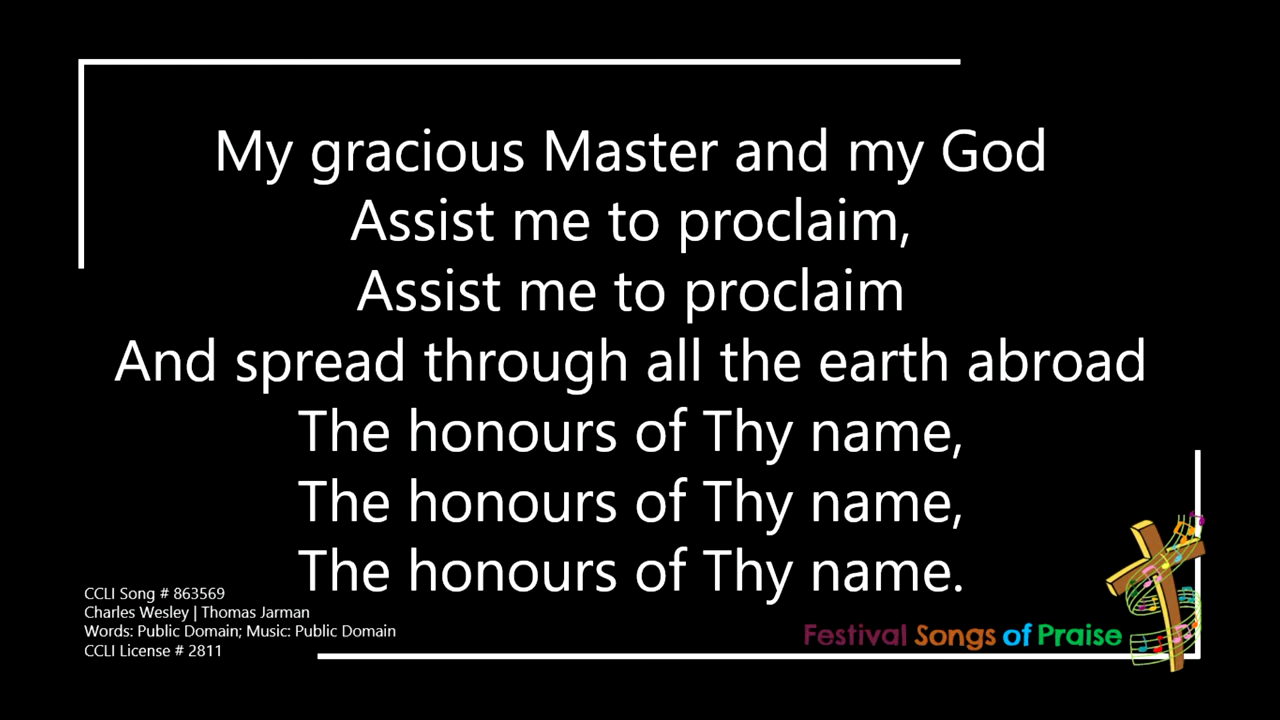 My gracious Master and my God
Assist me to proclaim,
Assist me to proclaim
And spread through all the earth abroad
The honours of Thy name,
The honours of Thy name,
The honours of Thy name.
CCLI Song # 863569
Charles Wesley | Thomas Jarman
Words: Public Domain; Music: Public Domain
CCLI License # 2811
Festival Songs of Praise